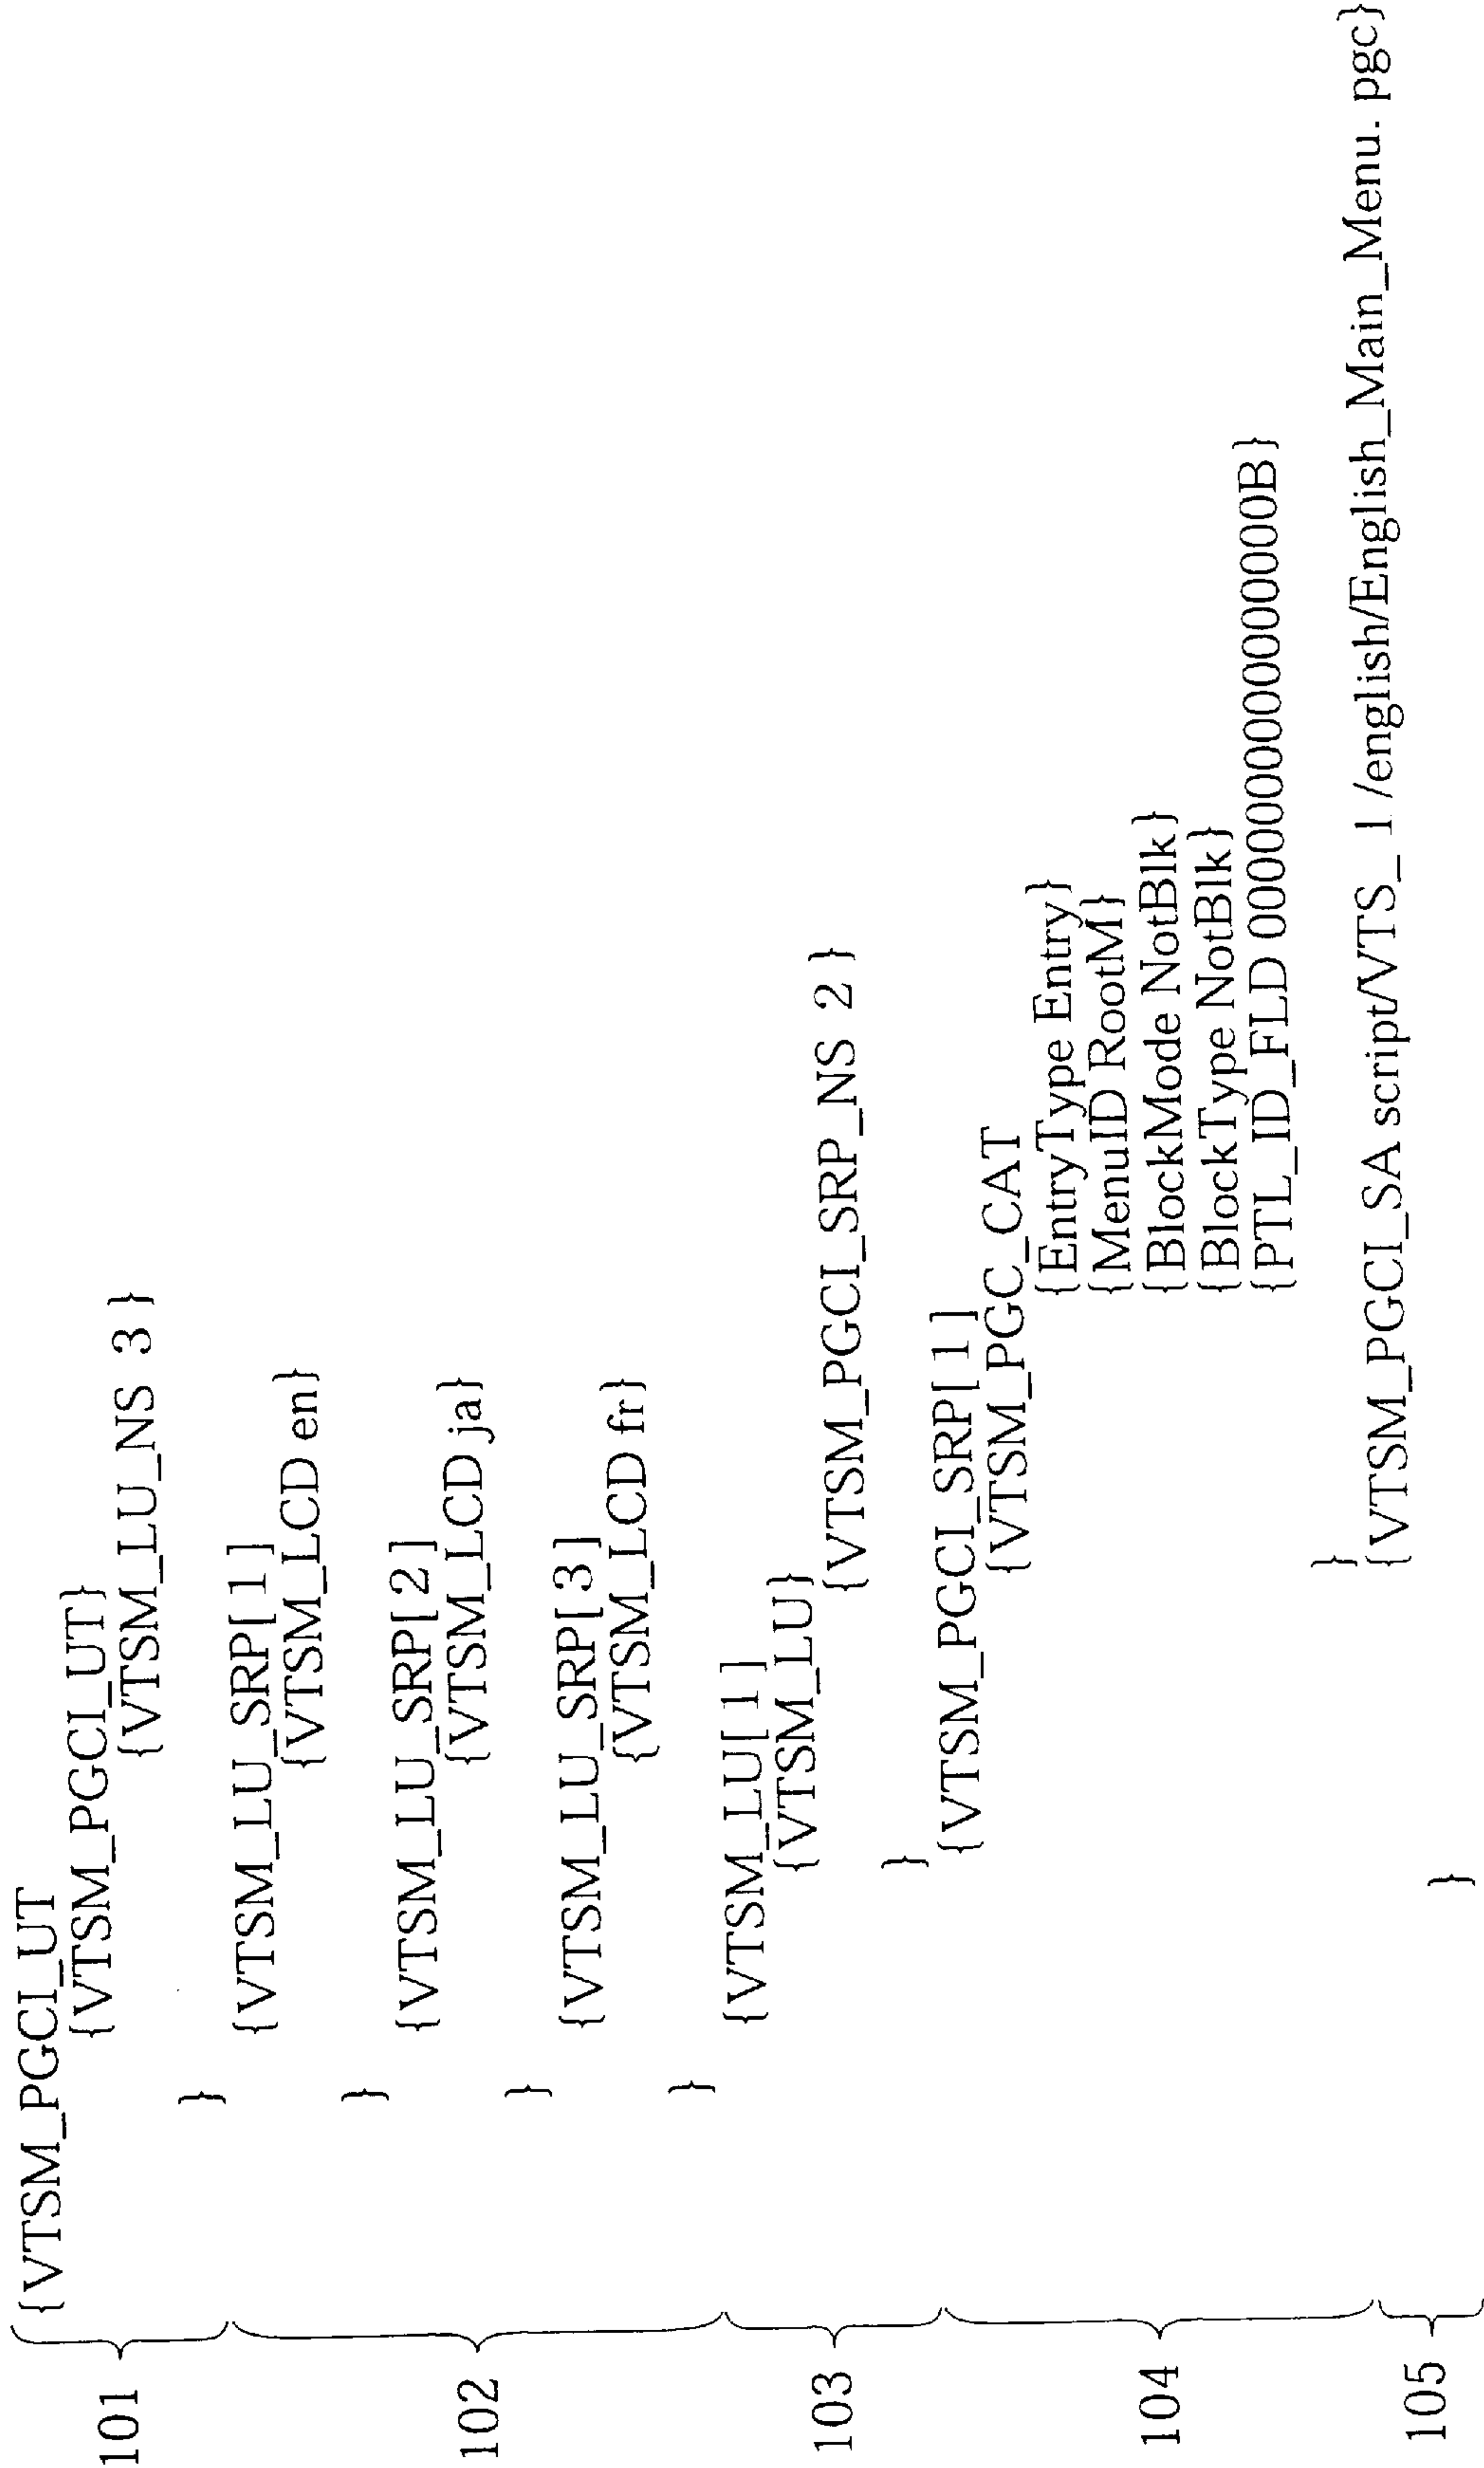 {VTSM_PGCI_UT
{VTSM_PGCI_UT}
{VTSM_LU_NS 3 }
101
}
{VTSM_LU_SRP[ 1 ]
{VTSM_LCD en}
}
{VTSM_LU_SRP[ 2 ]
{VTSM_LCD ja}
102
}
{VTSM_LU_SRP[ 3 ]
{VTSM_LCD fr}
}
{VTSM_LU[ 1 ]
{VTSM_LU}
{VTSM_PGCI_SRP_NS 2 }
103
}
{VTSM_PGCI_SRP[ 1 ]
{VTSM_PGC_CAT
{EntryType Entry}
{MenuID RootM}
{BlockMode NotBlk}
104
{BlockType NotBlk}
{PTL_ID_FLD 0000000000000000B}
}
{VTSM_PGCI_SA script/VTS_ 1 /english/English_Main_Menu. pgc}
105
}